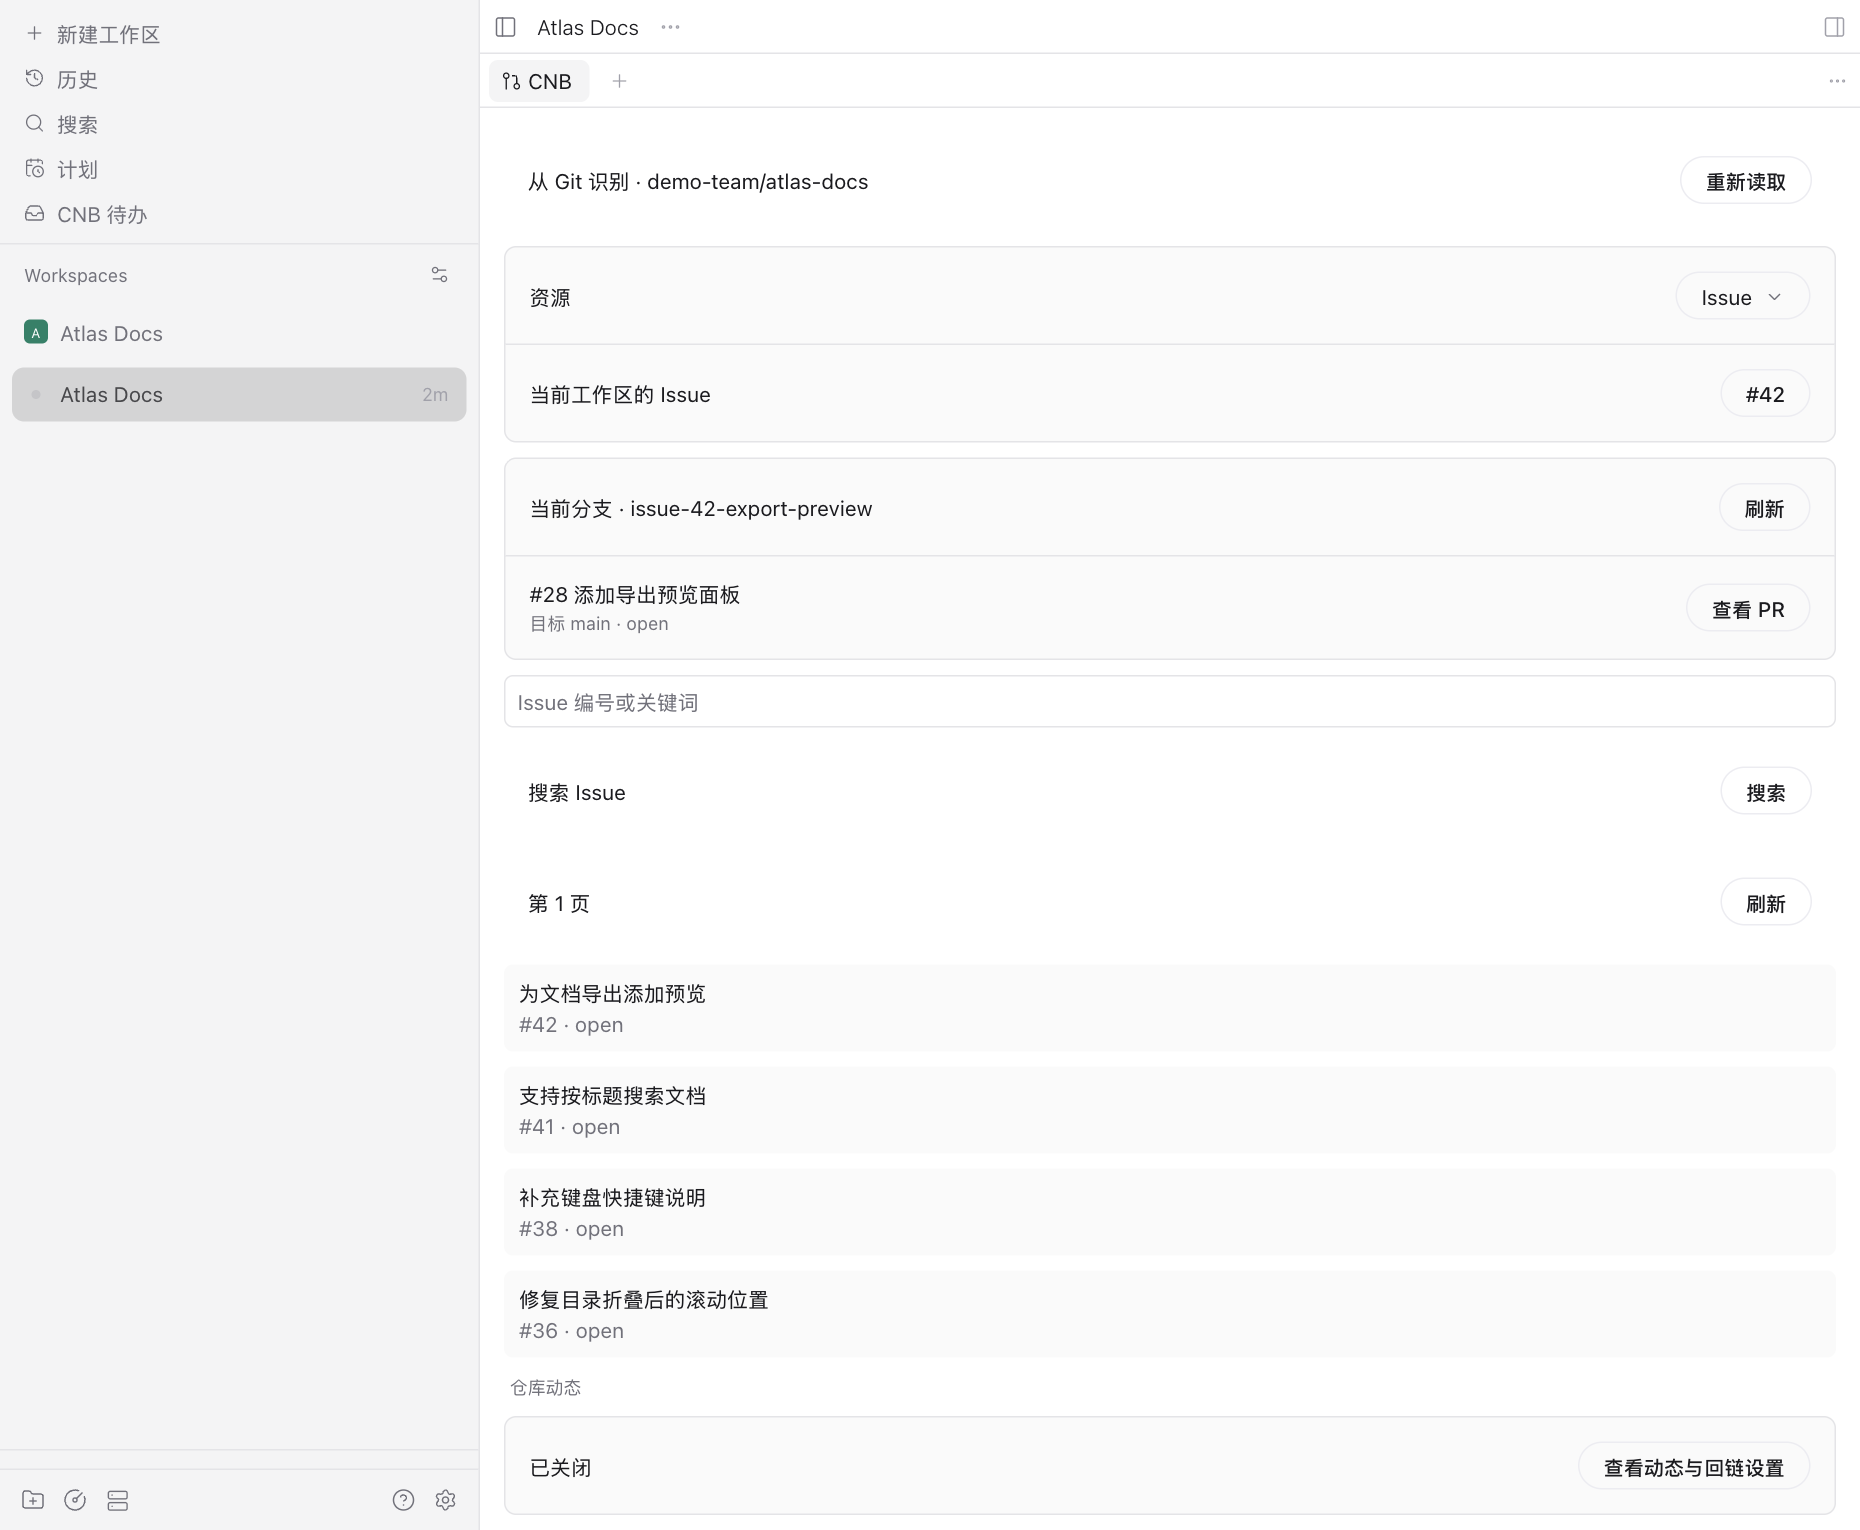 新建工作区
历史
搜索
计划
CNB 待办
Workspaces
A Atlas Docs
Atlas Docs 2m
Atlas Docs
CNB
从 Git 识别 · demo-team/atlas-docs 重新读取
资源 Issue
当前工作区的 Issue #42
当前分支 · issue-42-export-preview 刷新
#28 添加导出预览面板
目标 main · open
查看 PR
Issue 编号或关键词
搜索 Issue 搜索
第 1 页 刷新
为文档导出添加预览
#42 · open
支持按标题搜索文档
#41 · open
补充键盘快捷键说明
#38 · open
修复目录折叠后的滚动位置
#36 · open
仓库动态
已关闭 查看动态与回链设置